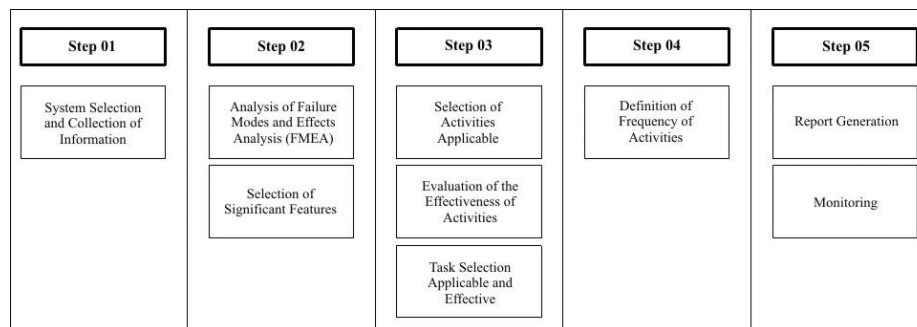 Step 01
System Selection
and Collection of
Information
Step 02
Analysis of Failure
Modes and Effects
Analysis (FMEA)
Selection of
Significant Features
Step 03
Selection of
Activities
Applicable
Evaluation of the
Effectiveness of
Activities
Task Selection
Applicable and
Effective
Step 04
Definition of
Frequency of
Activities
Step 05
Report Generation
Monitoring